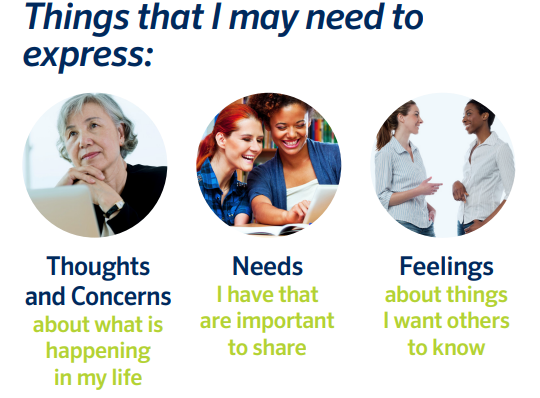 Things that I may need to
express:
Thoughts
and Concerns
about what is
happening
in my life
Needs
I have that
are important
to share
Feelings
about things
I want others
to know